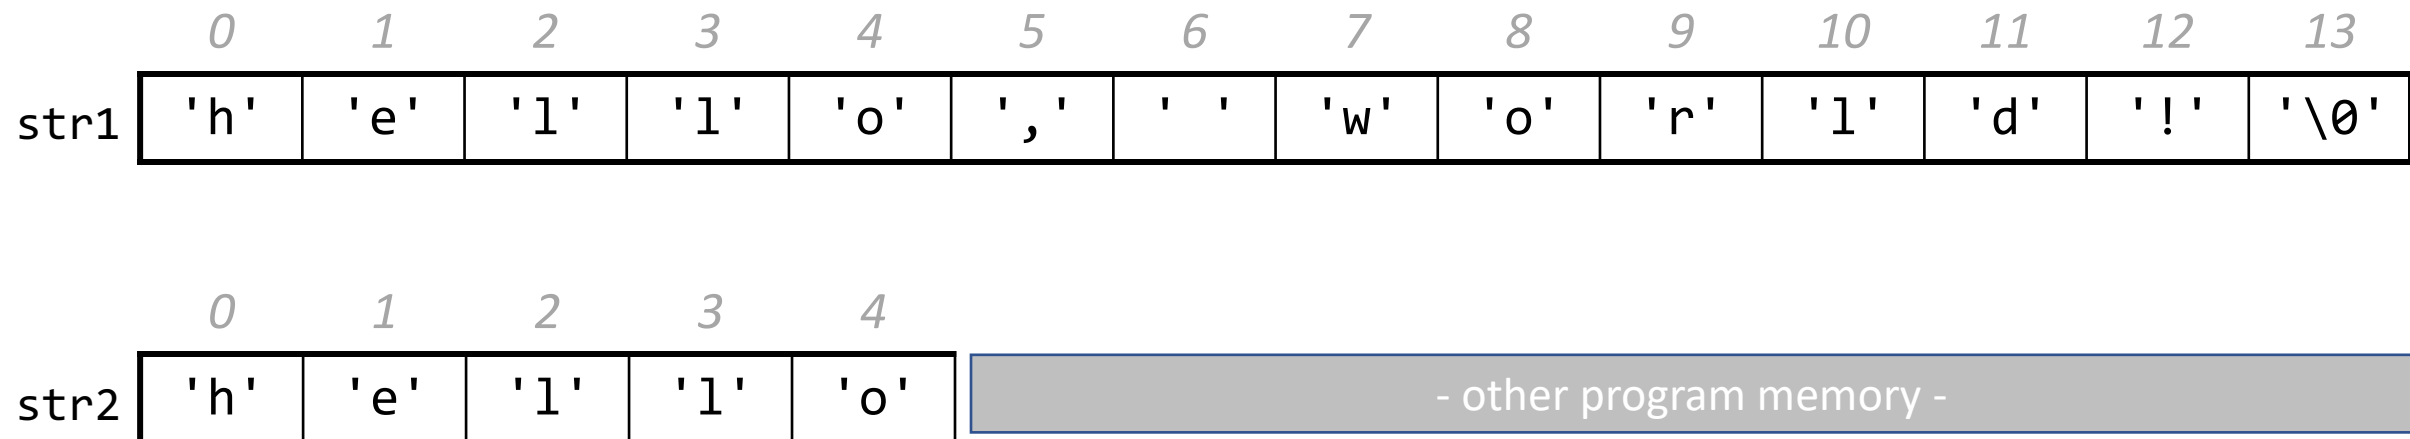 0 1 2 3 4 5 6 7 8 9 10 11 12 13
str1 'h' 'e' 'l' 'l' 'o' ',' ' ' 'w' 'o' 'r' 'l' 'd' '!' '\0'
0 1 2 3 4
str2 'h' 'e' 'l' 'l' 'o' - other program memory -